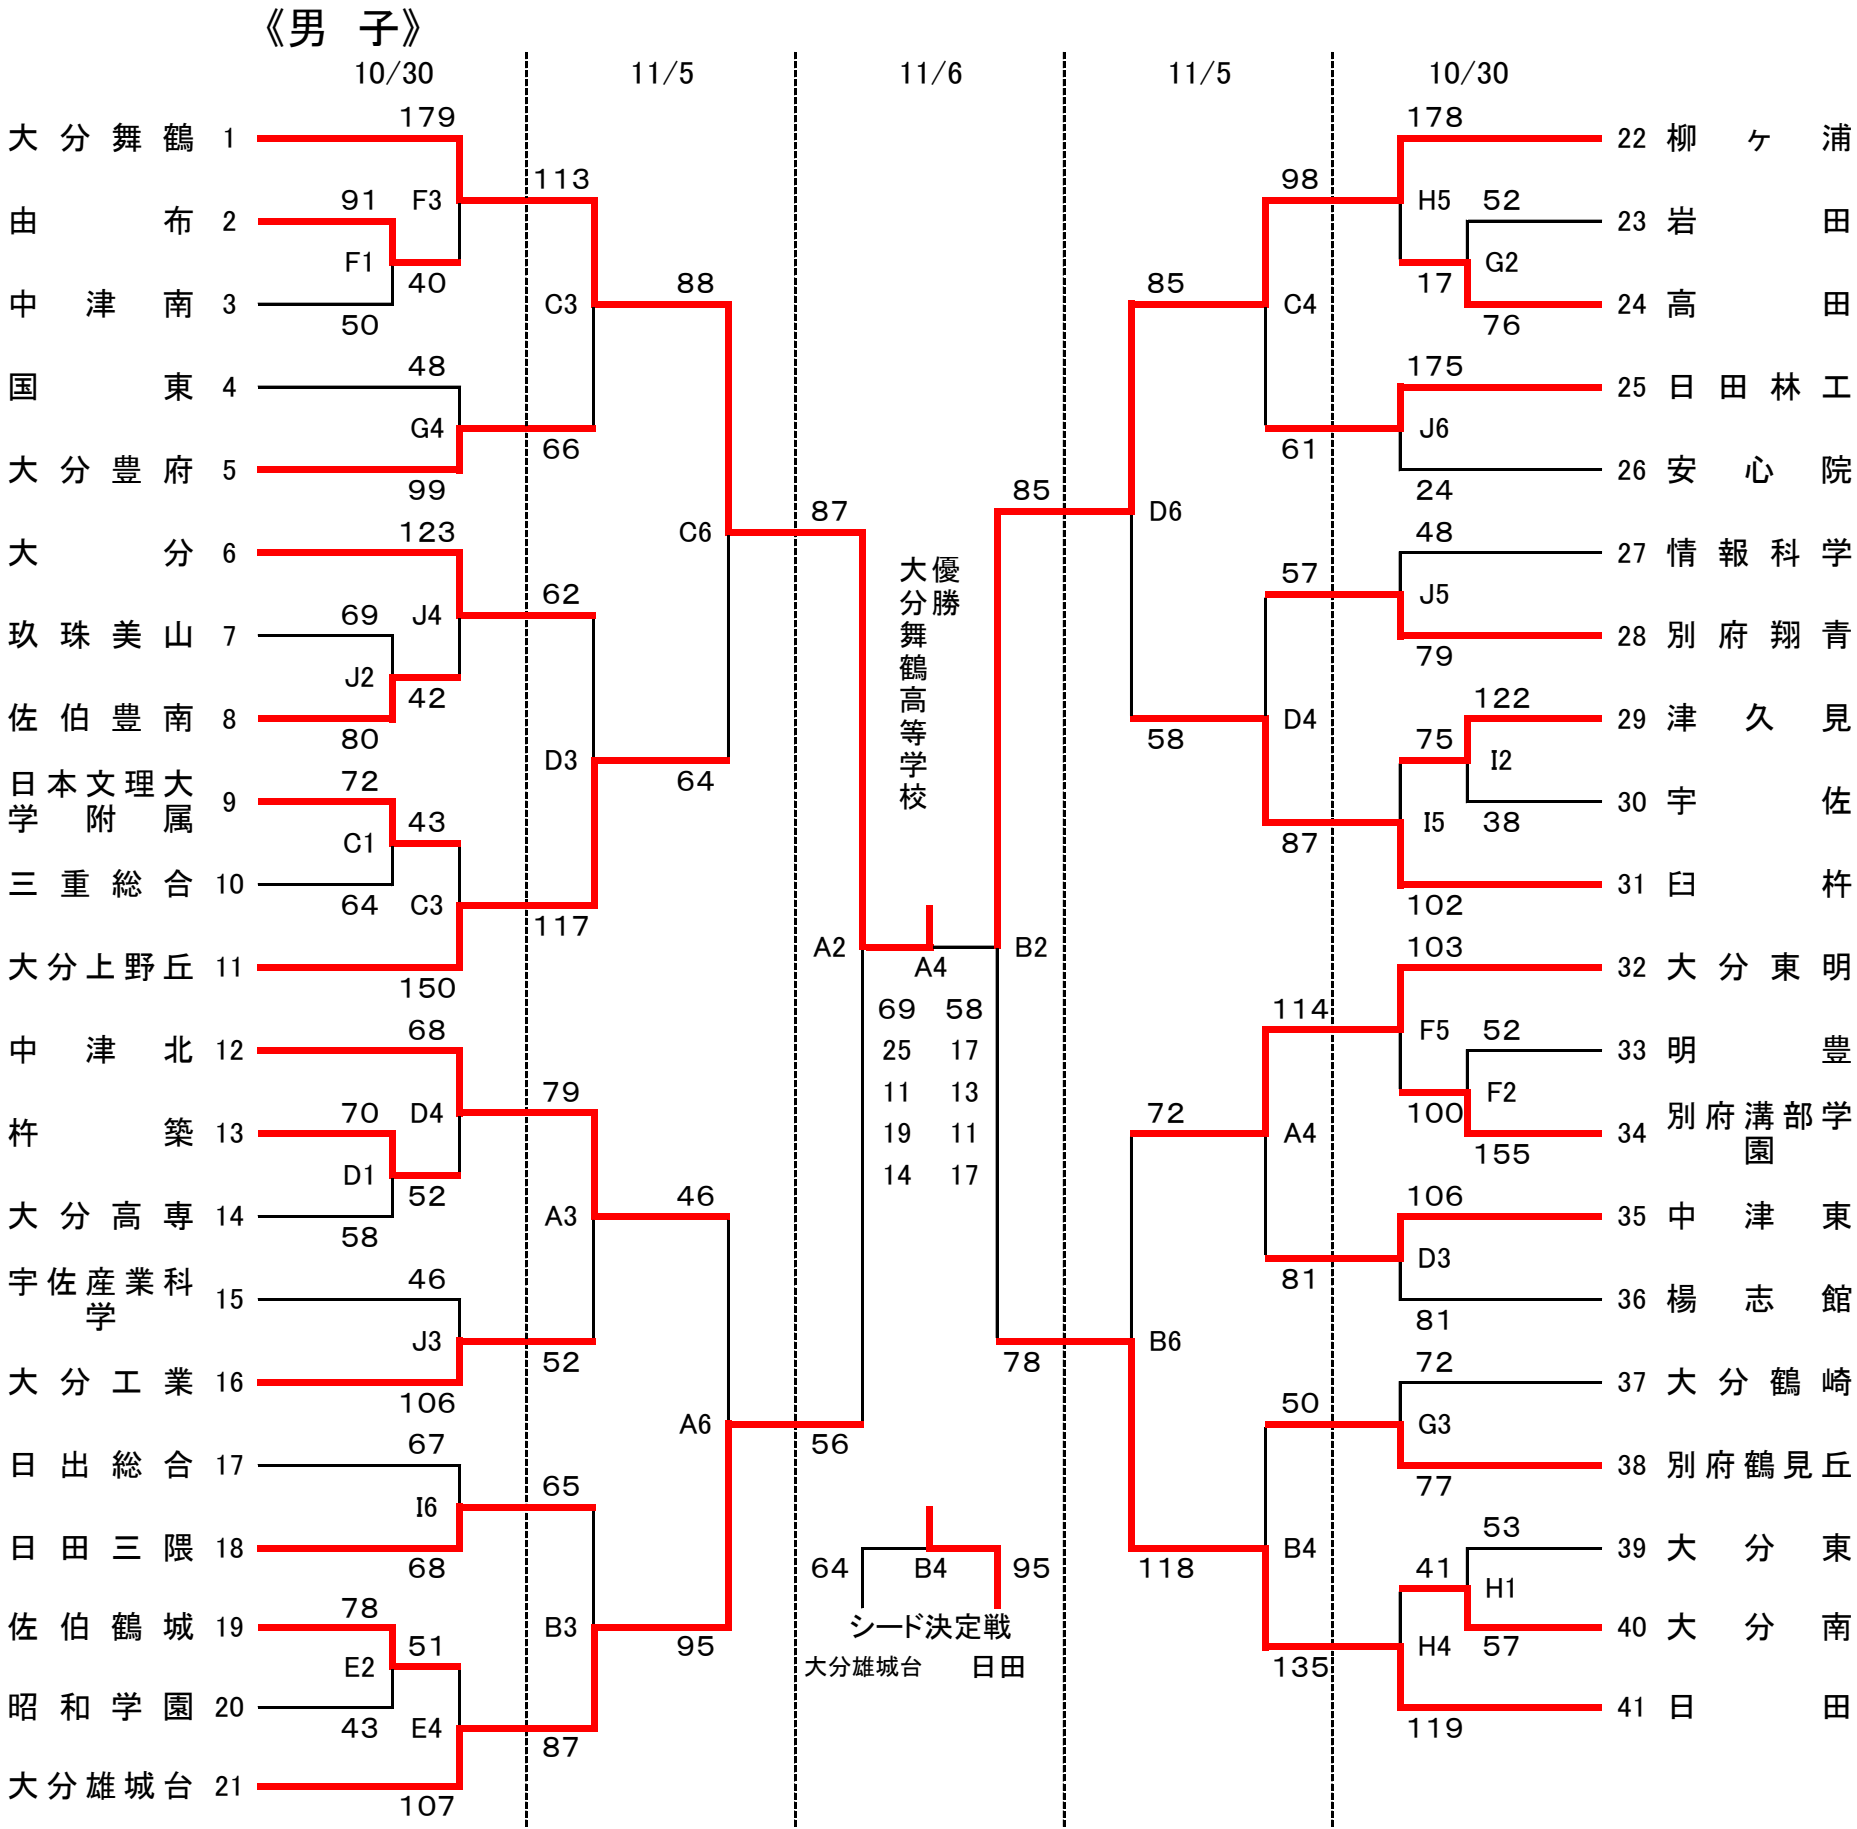 《男 子》
10/30 11/5 11/6 11/5 10/30
大分舞鶴 1
179
F3
由布 2
91
F1
40
中津南 3
50
113
C3
国東 4
48
G4
66
大分豊府 5
99
88
C6
大分 6
123
J4
62
玖珠美山 7
69
J2
42
佐伯豊南 8
80
D3
64
日本文理大
学附属 9
72
43
C1
三重総合 10
64
C3
117
大分上野丘 11
150
87
A2
中津北 12
68
D4
79
杵築 13
70
D1
52
大分高専 14
58
A3
46
宇佐産業科
学 15
46
J3
52
大分工業 16
106
A6
56
日出総合 17
67
I6
65
日田三隈 18
68
B3
95
佐伯鶴城 19
78
51
E2
昭和学園 20
43
E4
87
大分雄城台 21
107
優勝
大分舞鶴高等学校
A4
69 58
25 17
11 13
19 11
14 17
64 B4 95
シード決定戦
大分雄城台 日田
178
22 柳ヶ浦
98
H5
52
23 岩田
G2
17
24 高田
76
85
C4
175
25 日田林工
J6
61
26 安心院
24
85
D6
48
27 情報科学
57
J5
28 別府翔青
79
58
D4
122
29 津久見
75
I2
30 宇佐
38
I5
87
31 臼杵
102
B2
103
32 大分東明
114
F5
52
33 明豊
F2
100
34 別府溝部学
園
155
72
A4
106
35 中津東
D3
81
36 楊志館
81
78
B6
72
37 大分鶴崎
50
G3
38 別府鶴見丘
77
118
B4
53
39 大分東
41
H1
40 大分南
57
H4
135
41 日田
119